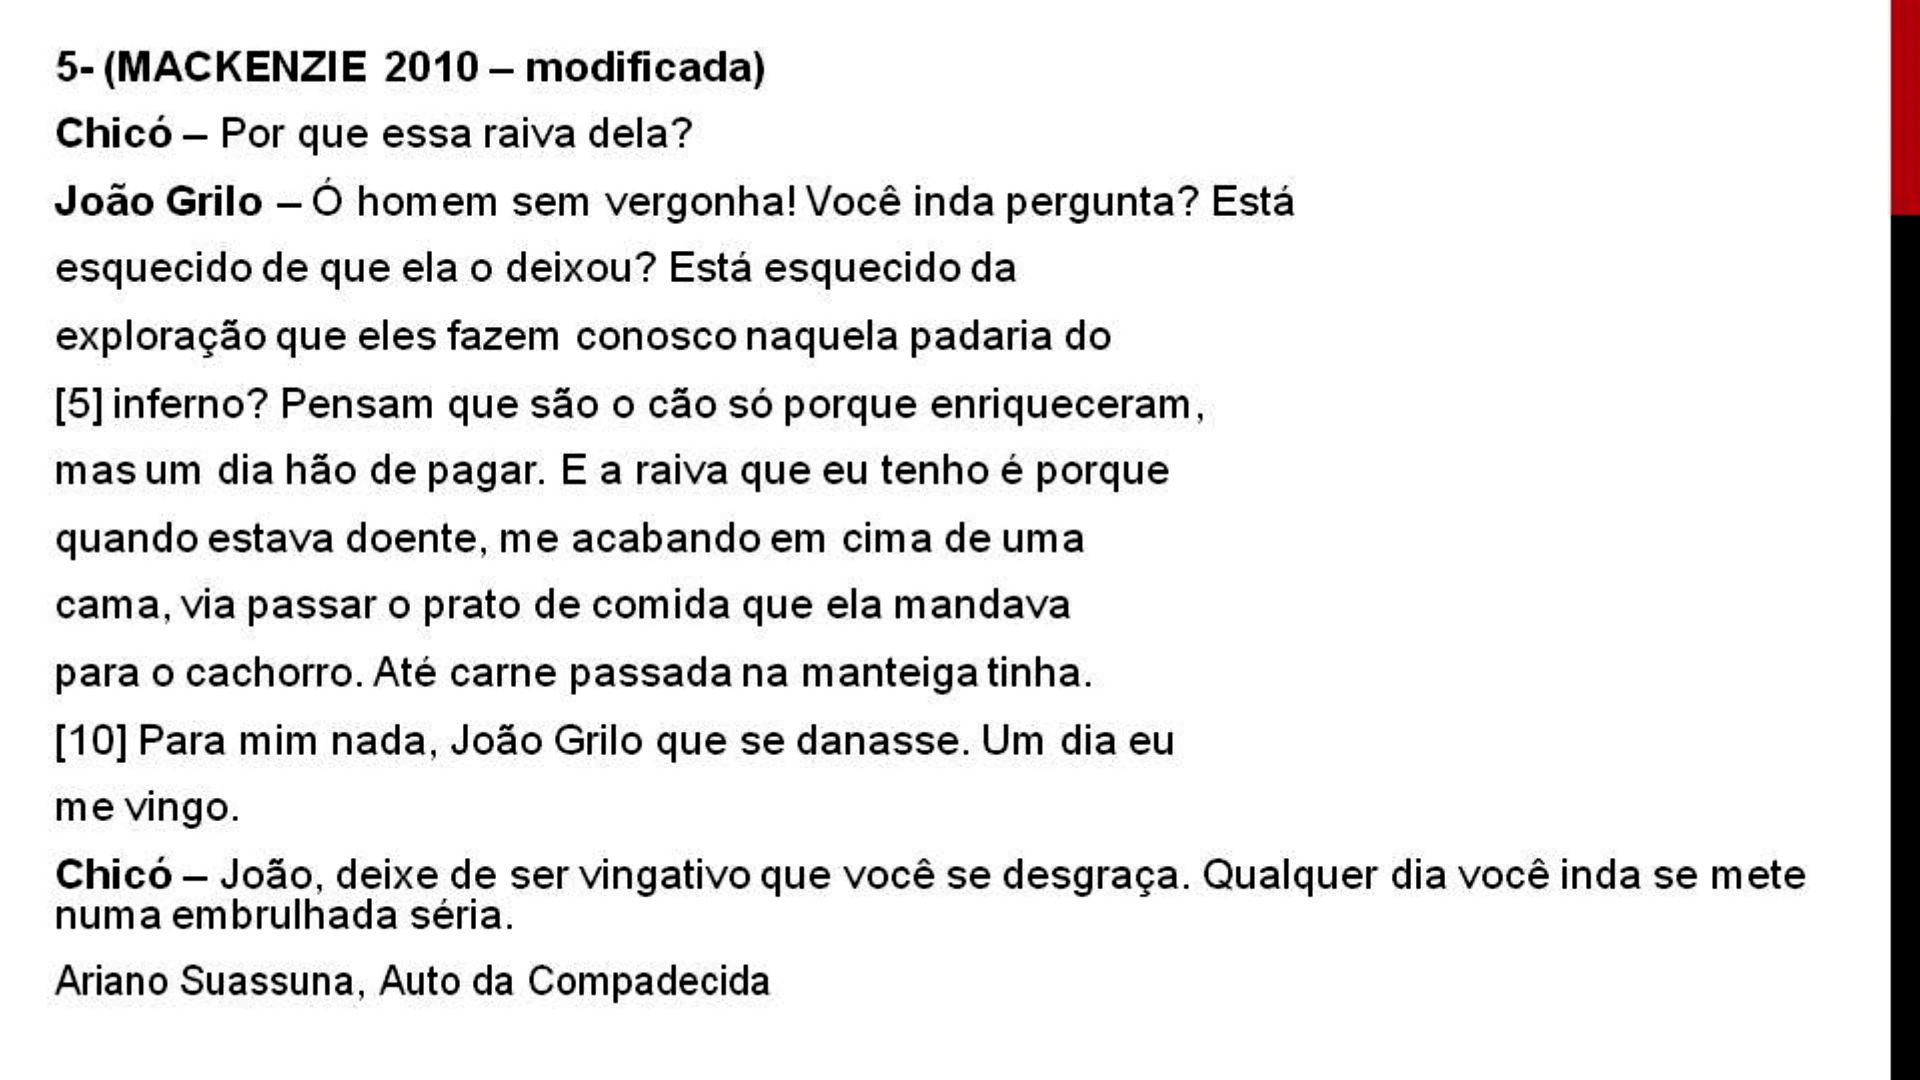 5- (MACKENZIE 2010 – modificada)
Chicó – Por que essa raiva dela?
João Grilo – Ó homem sem vergonha! Você inda pergunta? Está
esquecido de que ela o deixou? Está esquecido da
exploração que eles fazem conosco naquela padaria do
[5] inferno? Pensam que são o cão só porque enriqueceram,
mas um dia hão de pagar. E a raiva que eu tenho é porque
quando estava doente, me acabando em cima de uma
cama, via passar o prato de comida que ela mandava
para o cachorro. Até carne passada na manteiga tinha.
[10] Para mim nada, João Grilo que se danasse. Um dia eu
me vingo.
Chicó – João, deixe de ser vingativo que você se desgraça. Qualquer dia você inda se mete
numa embrulhada séria.
Ariano Suassuna, Auto da Compadecida